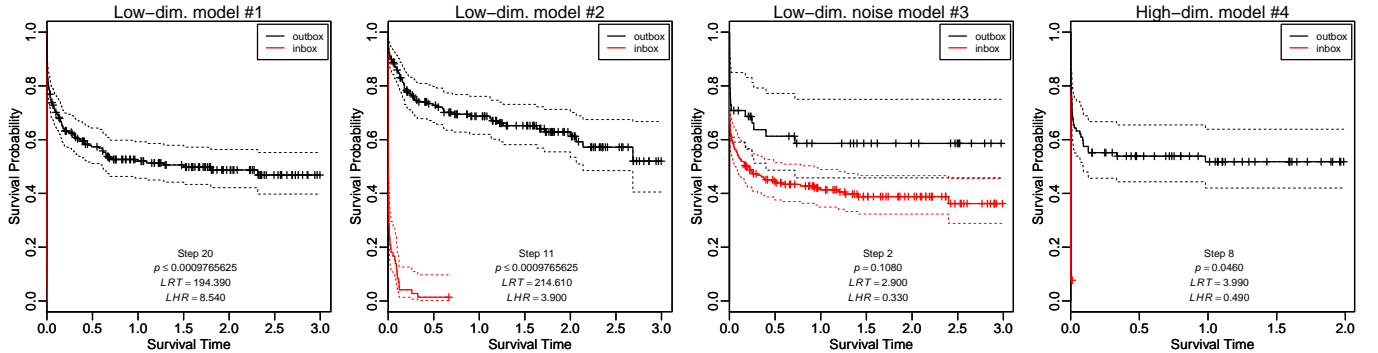 Low-dim. model #1
Survival Probability
1.0
0.8
0.6
0.4
0.2
0.0
outbox
inbox
Step 20
p ≤ 0.0009765625
LRT = 194.390
LHR = 8.540
0.0 0.5 1.0 1.5 2.0 2.5 3.0
Survival Time
Low-dim. model #2
Survival Probability
1.0
0.8
0.6
0.4
0.2
0.0
outbox
inbox
Step 11
p ≤ 0.0009765625
LRT = 214.610
LHR = 3.900
0.0 0.5 1.0 1.5 2.0 2.5 3.0
Survival Time
Low-dim. noise model #3
Survival Probability
1.0
0.8
0.6
0.4
0.2
0.0
outbox
inbox
Step 2
p = 0.1080
LRT = 2.900
LHR = 0.330
0.0 0.5 1.0 1.5 2.0 2.5 3.0
Survival Time
High-dim. model #4
Survival Probability
1.0
0.8
0.6
0.4
0.2
0.0
outbox
inbox
Step 8
p = 0.0460
LRT = 3.990
LHR = 0.490
0.0 0.5 1.0 1.5 2.0
Survival Time